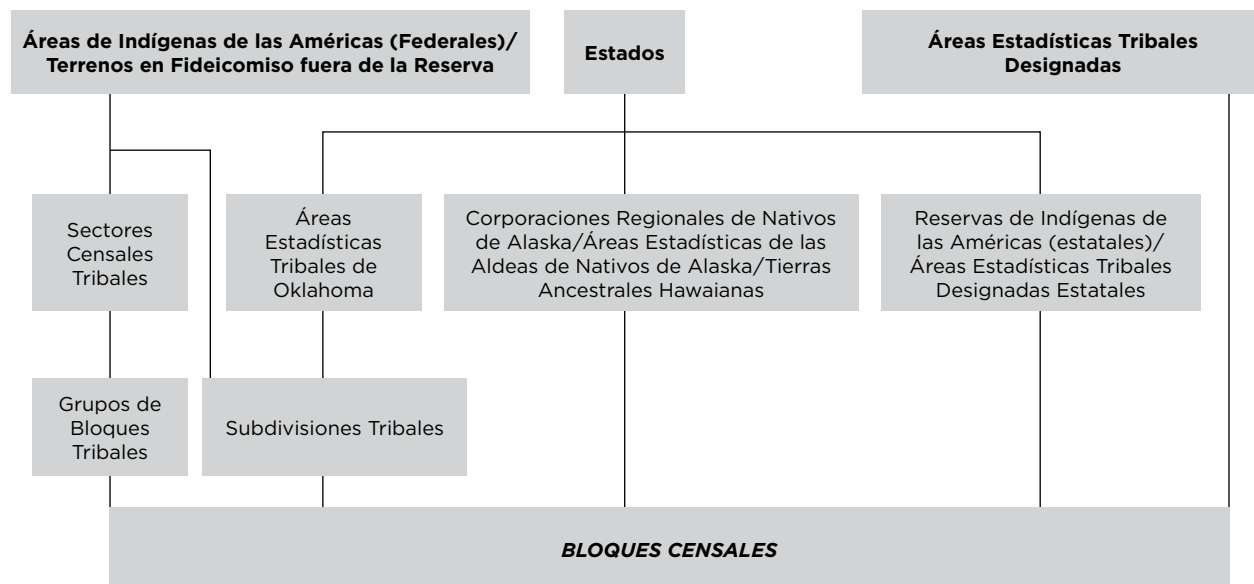 Áreas de Indígenas de las Américas (Federales)/
Terrenos en Fideicomiso fuera de la Reserva
Estados
Áreas Estadísticas Tribales
Designadas
Sectores
Censales
Tribales
Áreas
Estadísticas
Tribales de
Oklahoma
Corporaciones Regionales de Nativos
de Alaska/Áreas Estadísticas de las
Aldeas de Nativos de Alaska/Tierras
Ancestrales Hawaianas
Reservas de Indígenas de
las Américas (estatales)/
Áreas Estadísticas Tribales
Designadas Estatales
Grupos de
Bloques
Tribales
Subdivisiones Tribales
BLOQUES CENSALES